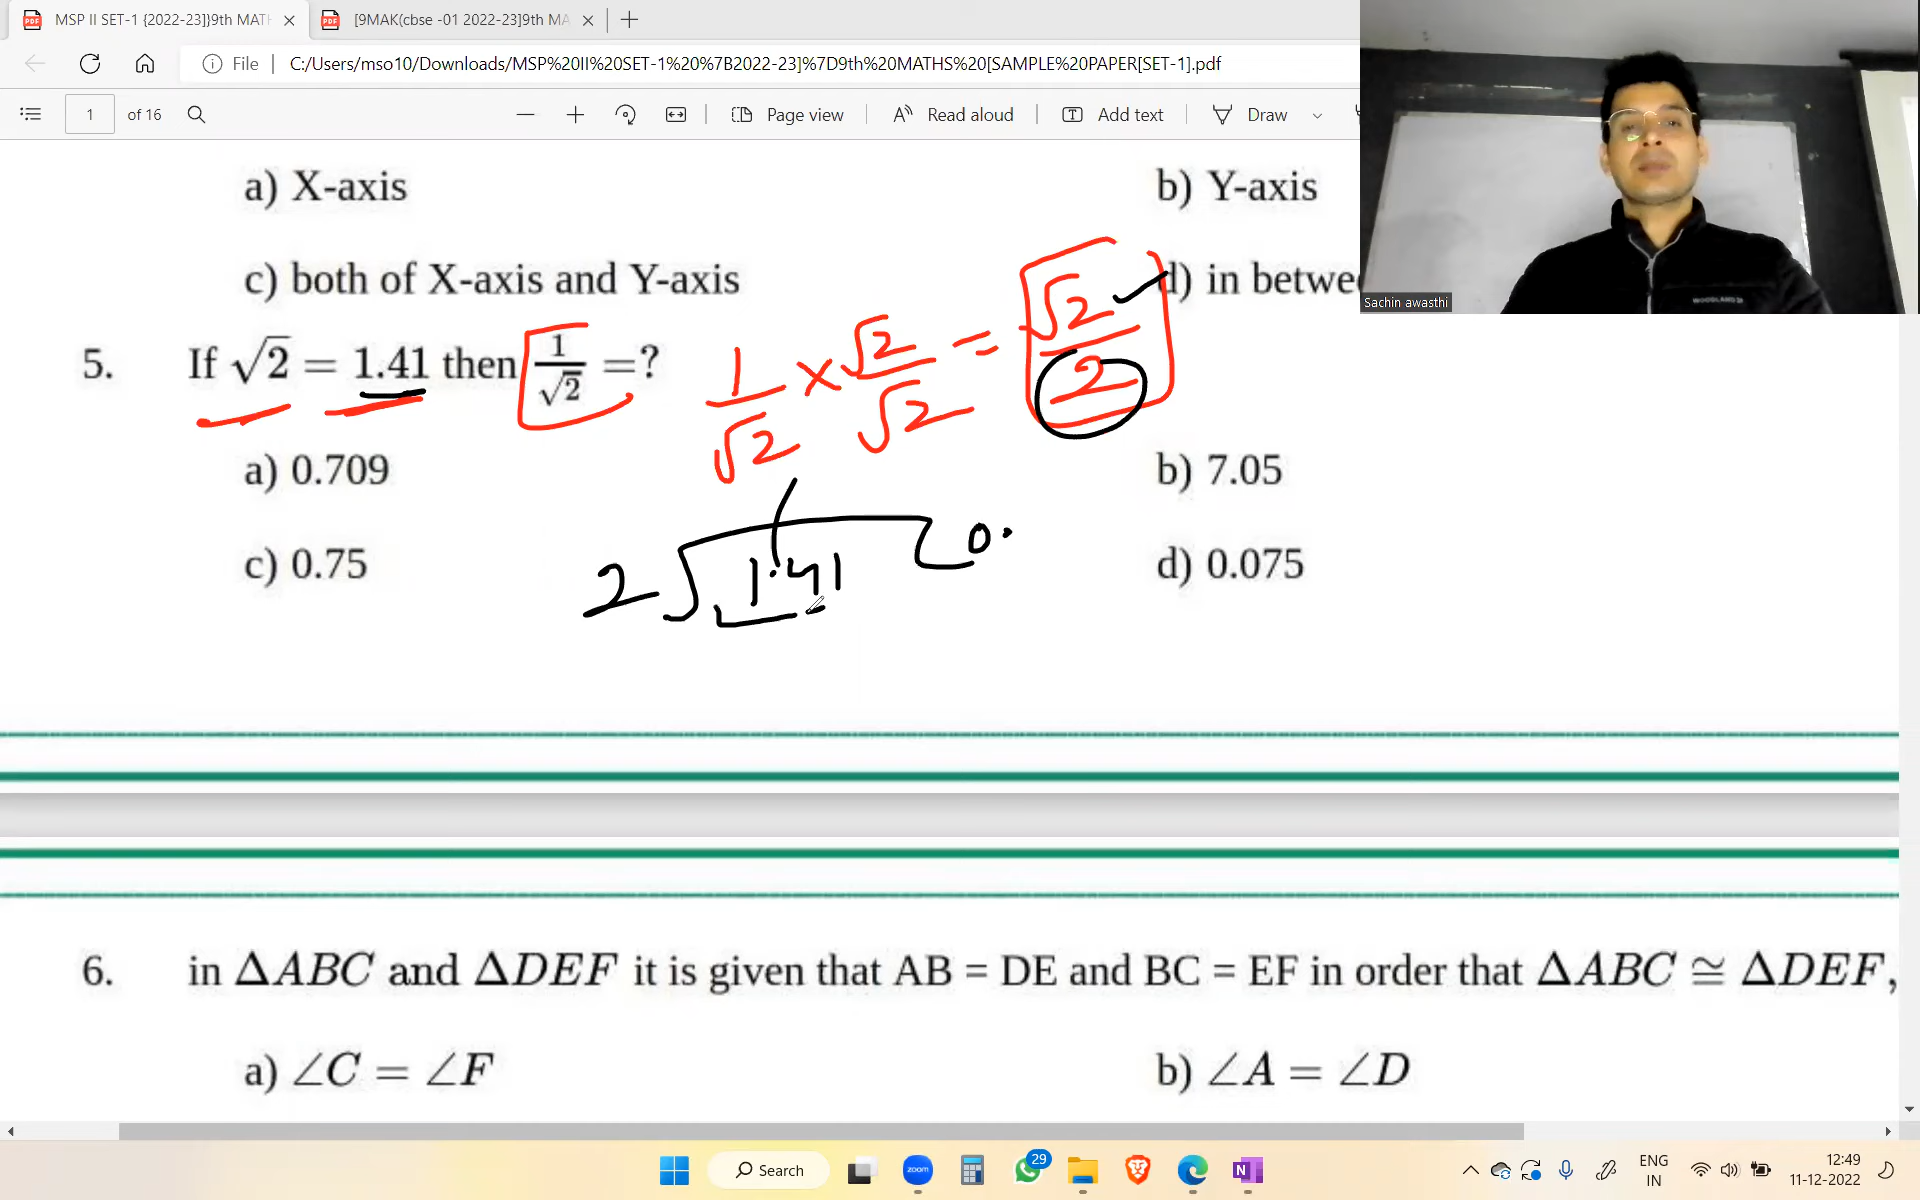 MSP II SET-1 {2022-23]}9th MATH
[9MAK(cbse -01 2022-23]9th MA
File
C:/Users/mso10/Downloads/MSP%20II%20SET-1%20%7B2022-23]%7D9th%20MATHS%20[SAMPLE%20PAPER[SET-1].pdf
1 of 16
Page view
Read aloud
Add text
Draw
a) X-axis
b) Y-axis
c) both of X-axis and Y-axis
d) in betwe
Sachin awasthi
WOODLAND
5. If √2 = 1.41 then 1/√2 =?
1/√2 × √2/√2 = √2/2
a) 0.709
b) 7.05
2 √1.41 0.
c) 0.75
d) 0.075
6. in ΔABC and ΔDEF it is given that AB = DE and BC = EF in order that ΔABC ≅ ΔDEF,
a) ∠C = ∠F
b) ∠A = ∠D
Search
zoom
29
N
ENG
IN
12:49
11-12-2022